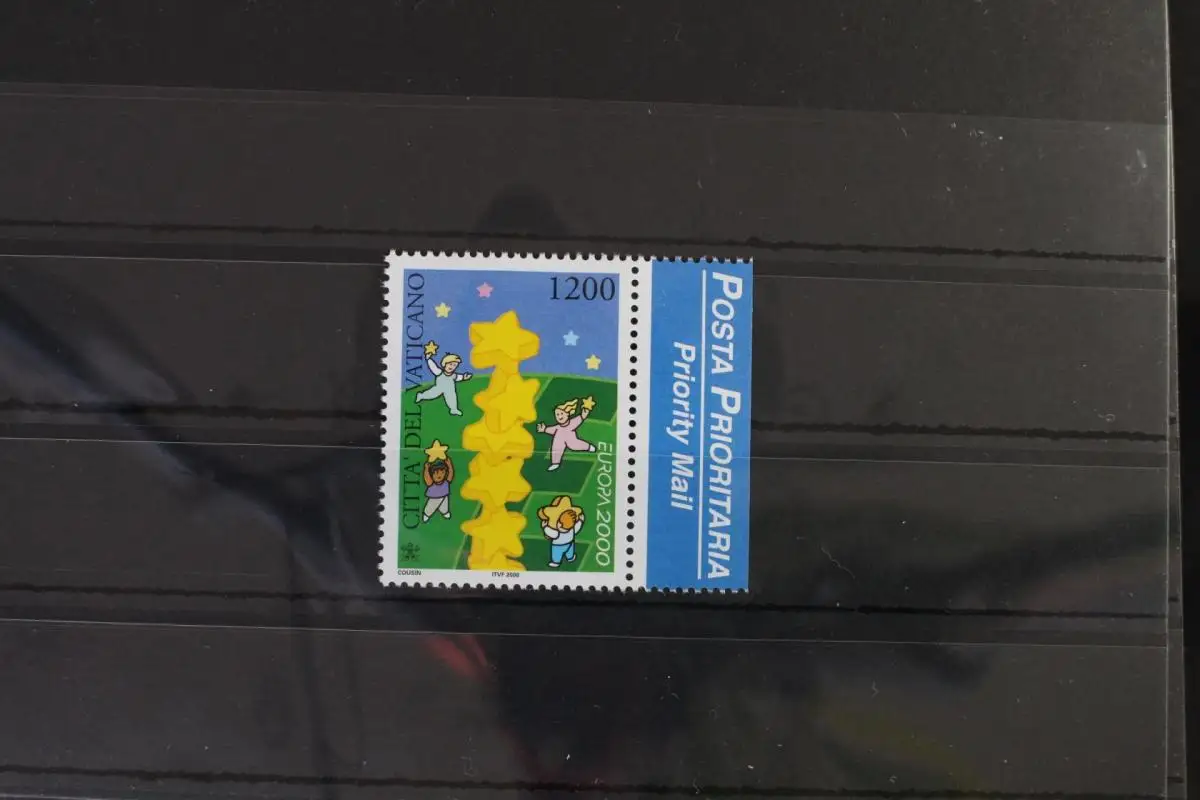 1200
CITTA' DEL VATICANO
EUROPA 2000
COUSIN
ITVF 2000
POSTA PRIORITARIA
Priority Mail